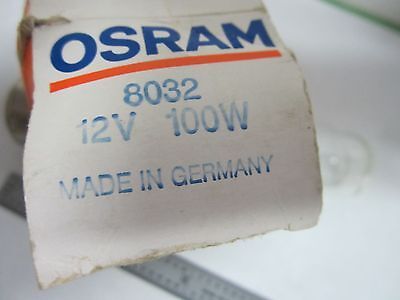 OSRAM
8032
12V 100W
MADE IN GERMANY